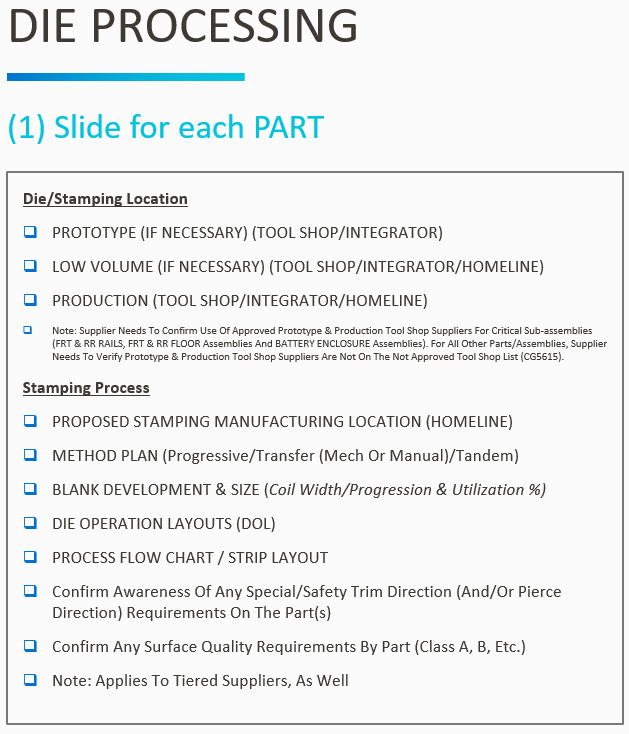 DIE PROCESSING
(1) Slide for each PART
Die/Stamping Location
PROTOTYPE (IF NECESSARY) (TOOL SHOP/INTEGRATOR)
LOW VOLUME (IF NECESSARY) (TOOL SHOP/INTEGRATOR/HOMELINE)
PRODUCTION (TOOL SHOP/INTEGRATOR/HOMELINE)
Note: Supplier Needs To Confirm Use Of Approved Prototype & Production Tool Shop Suppliers For Critical Sub-assemblies
(FRT & RR RAILS, FRT & RR FLOOR Assemblies And BATTERY ENCLOSURE Assemblies). For All Other Parts/Assemblies, Supplier
Needs To Verify Prototype & Production Tool Shop Suppliers Are Not On The Not Approved Tool Shop List (CG5615).
Stamping Process
PROPOSED STAMPING MANUFACTURING LOCATION (HOMELINE)
METHOD PLAN (Progressive/Transfer (Mech Or Manual)/Tandem)
BLANK DEVELOPMENT & SIZE (Coil Width/Progression & Utilization %)
DIE OPERATION LAYOUTS (DOL)
PROCESS FLOW CHART / STRIP LAYOUT
Confirm Awareness Of Any Special/Safety Trim Direction (And/Or Pierce
Direction) Requirements On The Part(s)
Confirm Any Surface Quality Requirements By Part (Class A, B, Etc.)
Note: Applies To Tiered Suppliers, As Well